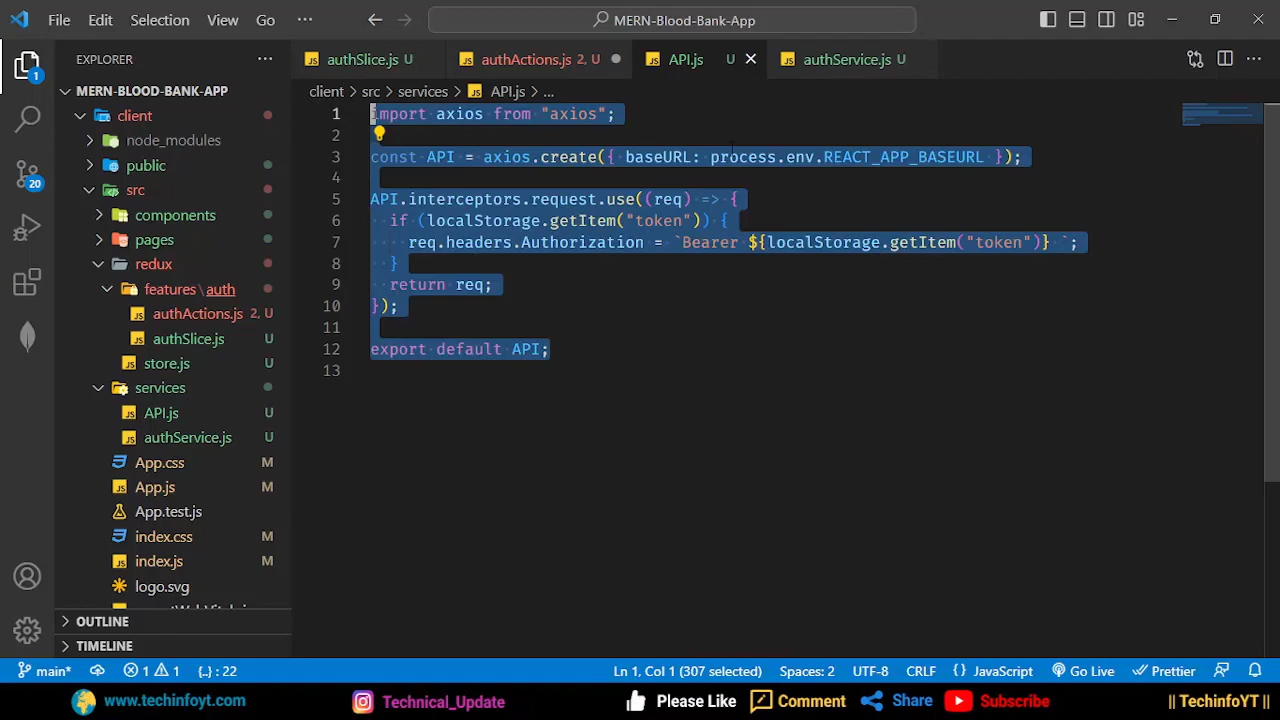 File Edit Selection View Go ··· MERN-Blood-Bank-App
EXPLORER ···
authSlice.js U
authActions.js 2, U
API.js U
authService.js U
client > src > services > API.js > ...
MERN-BLOOD-BANK-APP
client
node_modules
public
src
components
pages
redux
features\auth
authActions.js 2, U
authSlice.js U
store.js U
services
API.js U
authService.js U
App.css M
App.js M
App.test.js
index.css M
index.js M
logo.svg
OUTLINE
TIMELINE
1
20
1 import axios from "axios";
2
3 const API = axios.create({ baseURL: process.env.REACT_APP_BASEURL });
4
5 API.interceptors.request.use((req) => {
6 if (localStorage.getItem("token")) {
7 req.headers.Authorization = `Bearer ${localStorage.getItem("token")} `;
8 }
9 return req;
10 });
11
12 export default API;
13
main* 1 1 {..} : 22 Ln 1, Col 1 (307 selected) Spaces: 2 UTF-8 CRLF {} JavaScript Go Live Prettier
www.techinfoyt.com Technical_Update Please Like Comment Share Subscribe || TechinfoYT ||